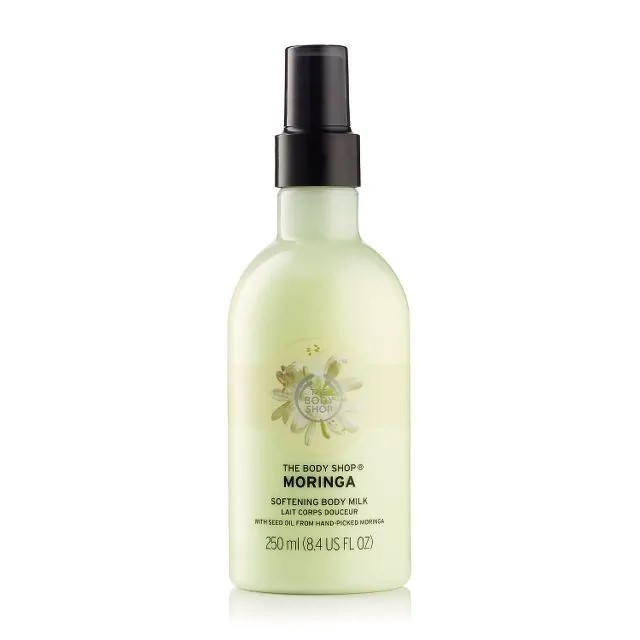 THE
BODY
SHOP
THE BODY SHOP®
MORINGA
SOFTENING BODY MILK
LAIT CORPS DOUCEUR
WITH SEED OIL FROM HAND-PICKED MORINGA
250 ml (8.4 US FL OZ)